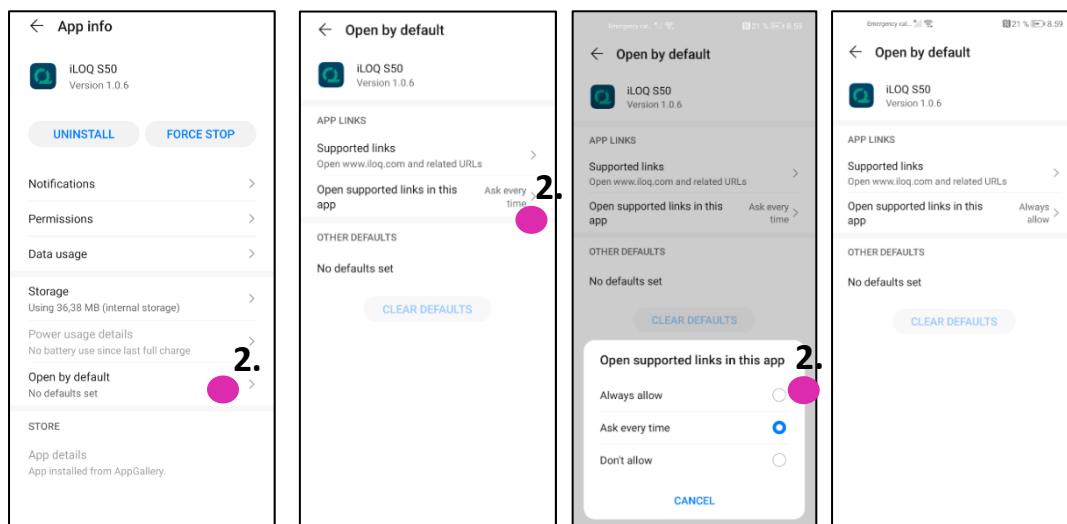 App info
iLOQ S50
Version 1.0.6
UNINSTALL FORCE STOP
Notifications
Permissions
Data usage
Storage
Using 36,38 MB (internal storage)
Power usage details
No battery use since last full charge
2.
Open by default
No defaults set
STORE
App details
App installed from AppGallery.
Open by default
iLOQ S50
Version 1.0.6
APP LINKS
Supported links
Open www.iloq.com and related URLs
2.
Open supported links in this
app
Ask every
time
OTHER DEFAULTS
No defaults set
CLEAR DEFAULTS
Emergency cal... 21 % 8.59
Open by default
iLOQ S50
Version 1.0.6
APP LINKS
Supported links
Open www.iloq.com and related URLs
Open supported links in this
app
Ask every
time
OTHER DEFAULTS
No defaults set
CLEAR DEFAULTS
Open supported links in this app
2.
Always allow
Ask every time
Don't allow
CANCEL
Emergency cal... 21 % 8.59
Open by default
iLOQ S50
Version 1.0.6
APP LINKS
Supported links
Open www.iloq.com and related URLs
Open supported links in this
app
Always
allow
OTHER DEFAULTS
No defaults set
CLEAR DEFAULTS